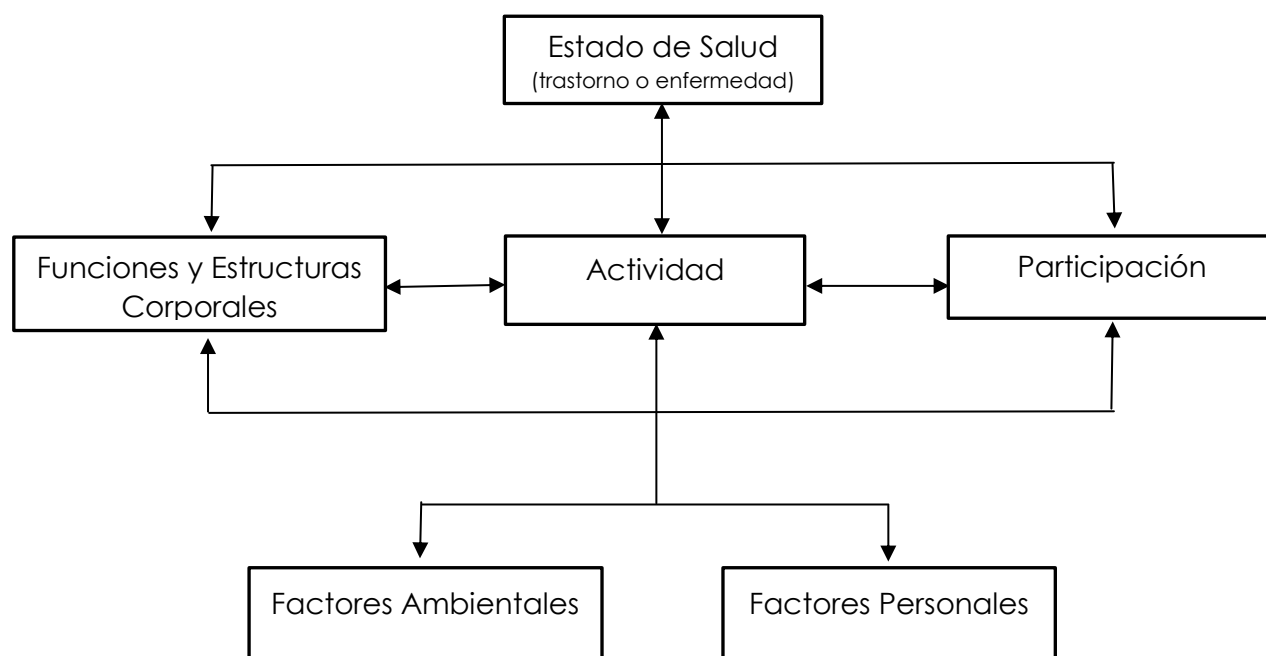 Estado de Salud
(trastorno o enfermedad)
Funciones y Estructuras
Corporales
Actividad
Participación
Factores Ambientales
Factores Personales